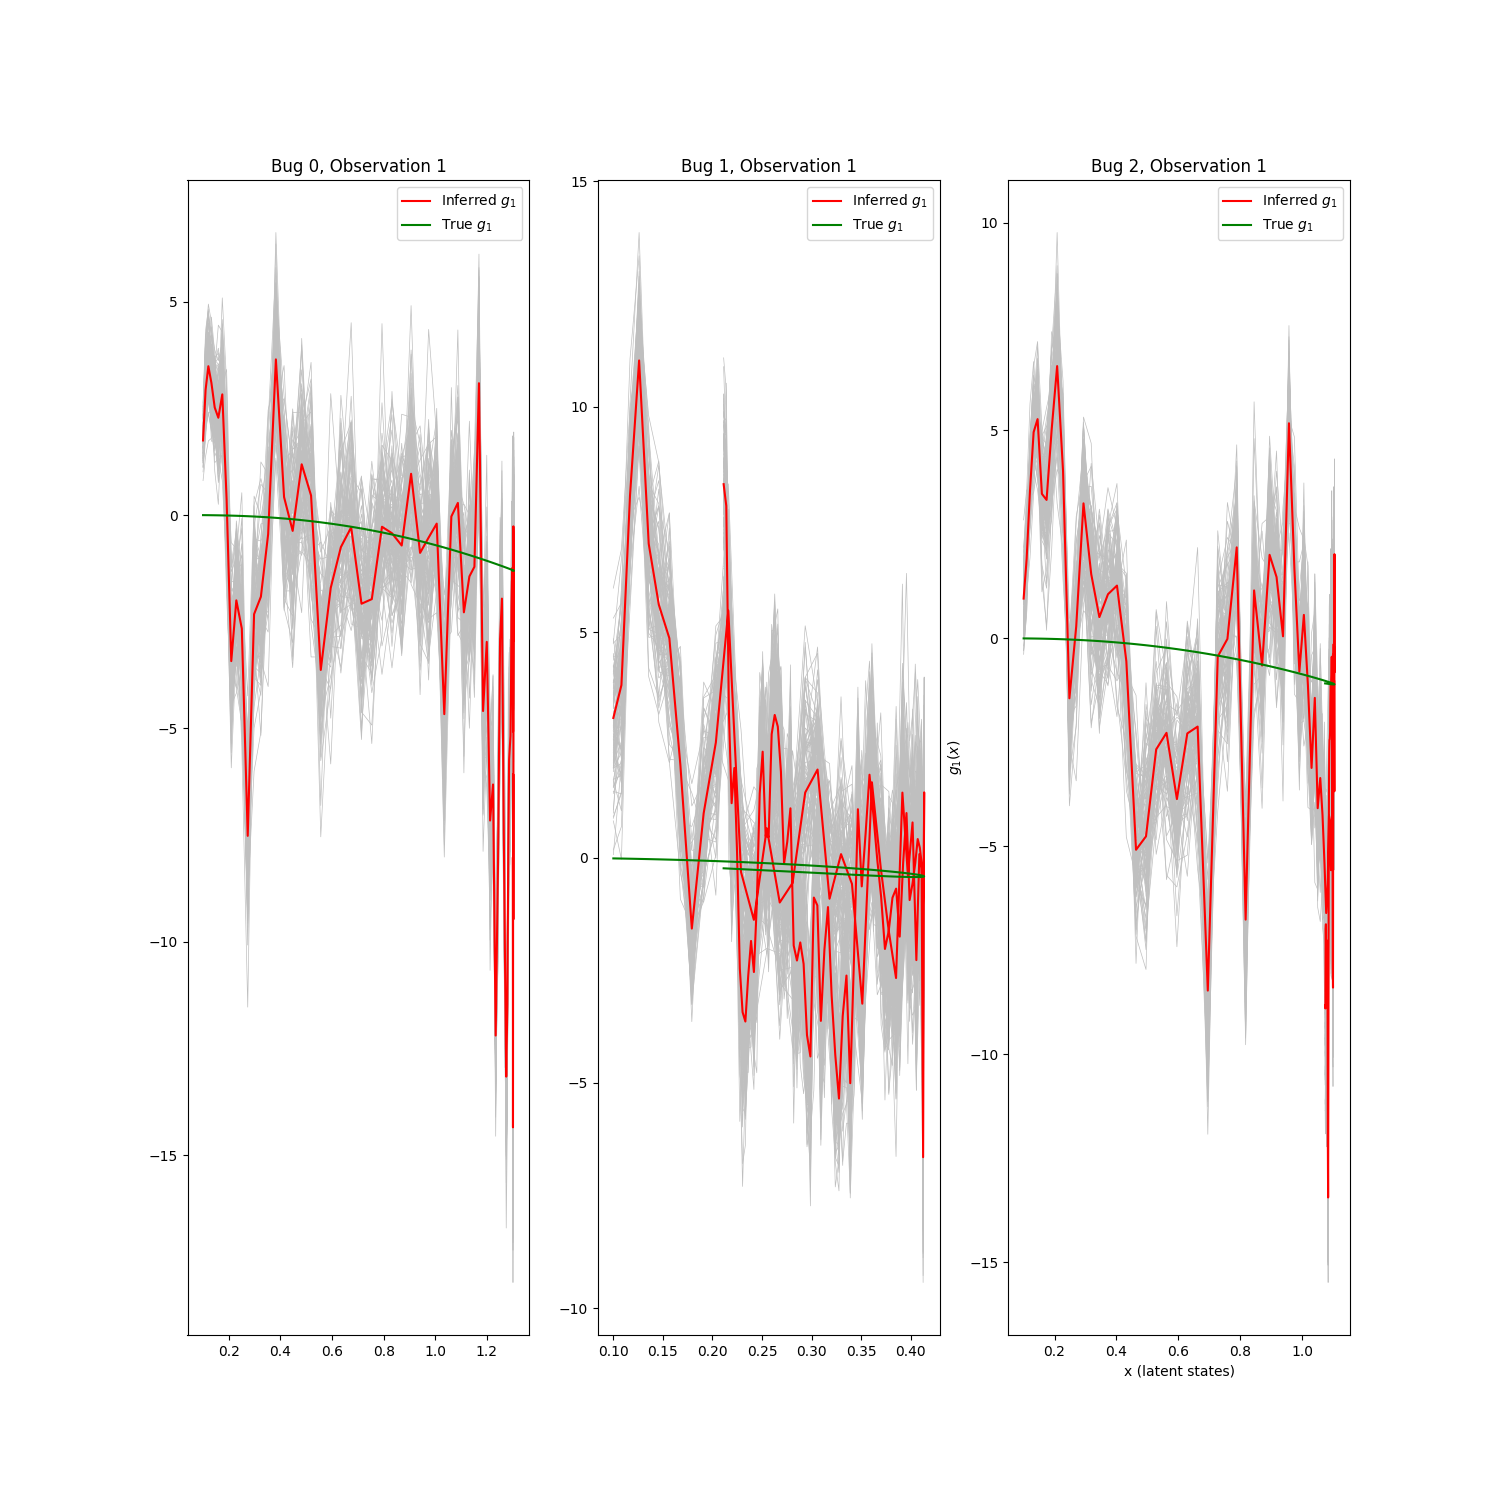 Bug 0, Observation 1
Inferred g₁
True g₁
5
0
−5
−10
−15
0.2 0.4 0.6 0.8 1.0 1.2
Bug 1, Observation 1
Inferred g₁
True g₁
15
10
5
0
−5
−10
0.10 0.15 0.20 0.25 0.30 0.35 0.40
Bug 2, Observation 1
Inferred g₁
True g₁
g₁(x)
10
5
0
−5
−10
−15
0.2 0.4 0.6 0.8 1.0
x (latent states)